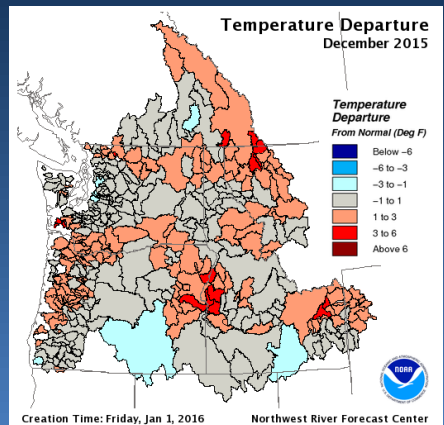 Temperature Departure
December 2015
Temperature
Departure
From Normal (Deg F)
Below -6
-6 to -3
-3 to -1
-1 to 1
1 to 3
3 to 6
Above 6
NOAA
Creation Time: Friday, Jan 1, 2016
Northwest River Forecast Center